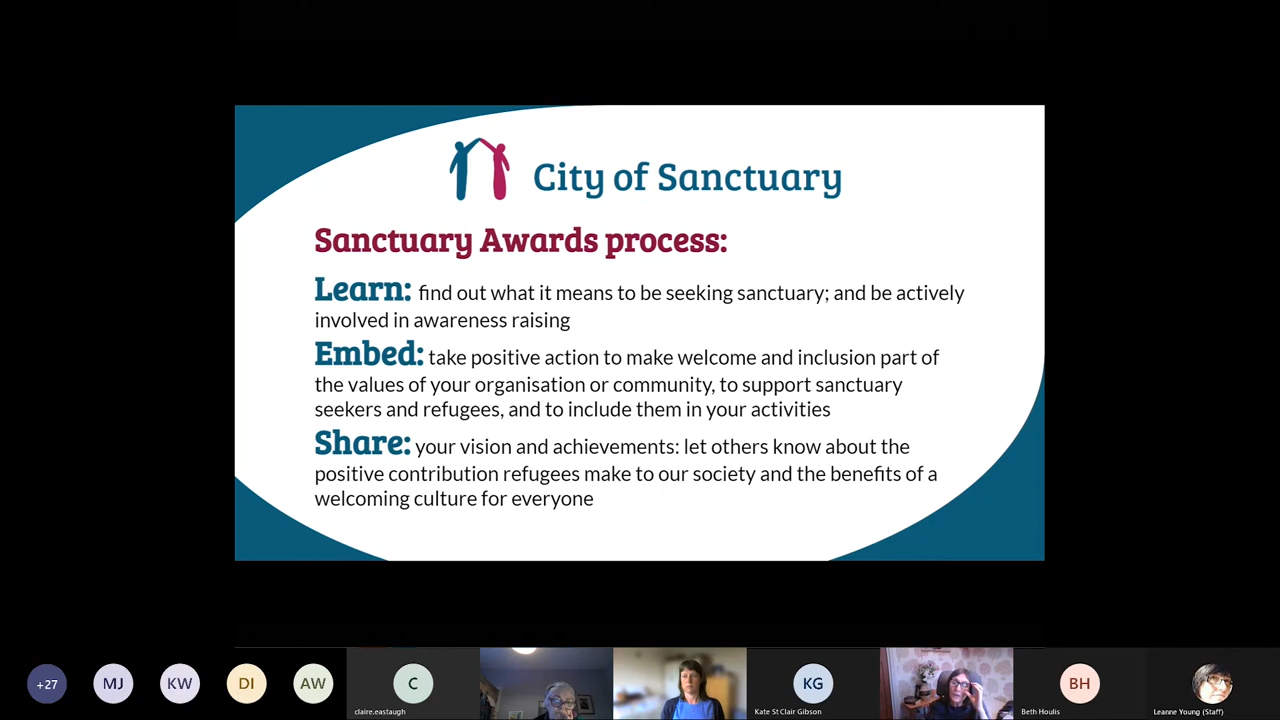 City of Sanctuary
Sanctuary Awards process:
Learn: find out what it means to be seeking sanctuary; and be actively
involved in awareness raising
Embed: take positive action to make welcome and inclusion part of
the values of your organisation or community, to support sanctuary
seekers and refugees, and to include them in your activities
Share: your vision and achievements: let others know about the
positive contribution refugees make to our society and the benefits of a
welcoming culture for everyone
+27
MJ
KW
DI
AW
C
claire.eastaugh
KG
Kate St Clair Gibson
BH
Beth Houlis
Leanne Young (Staff)